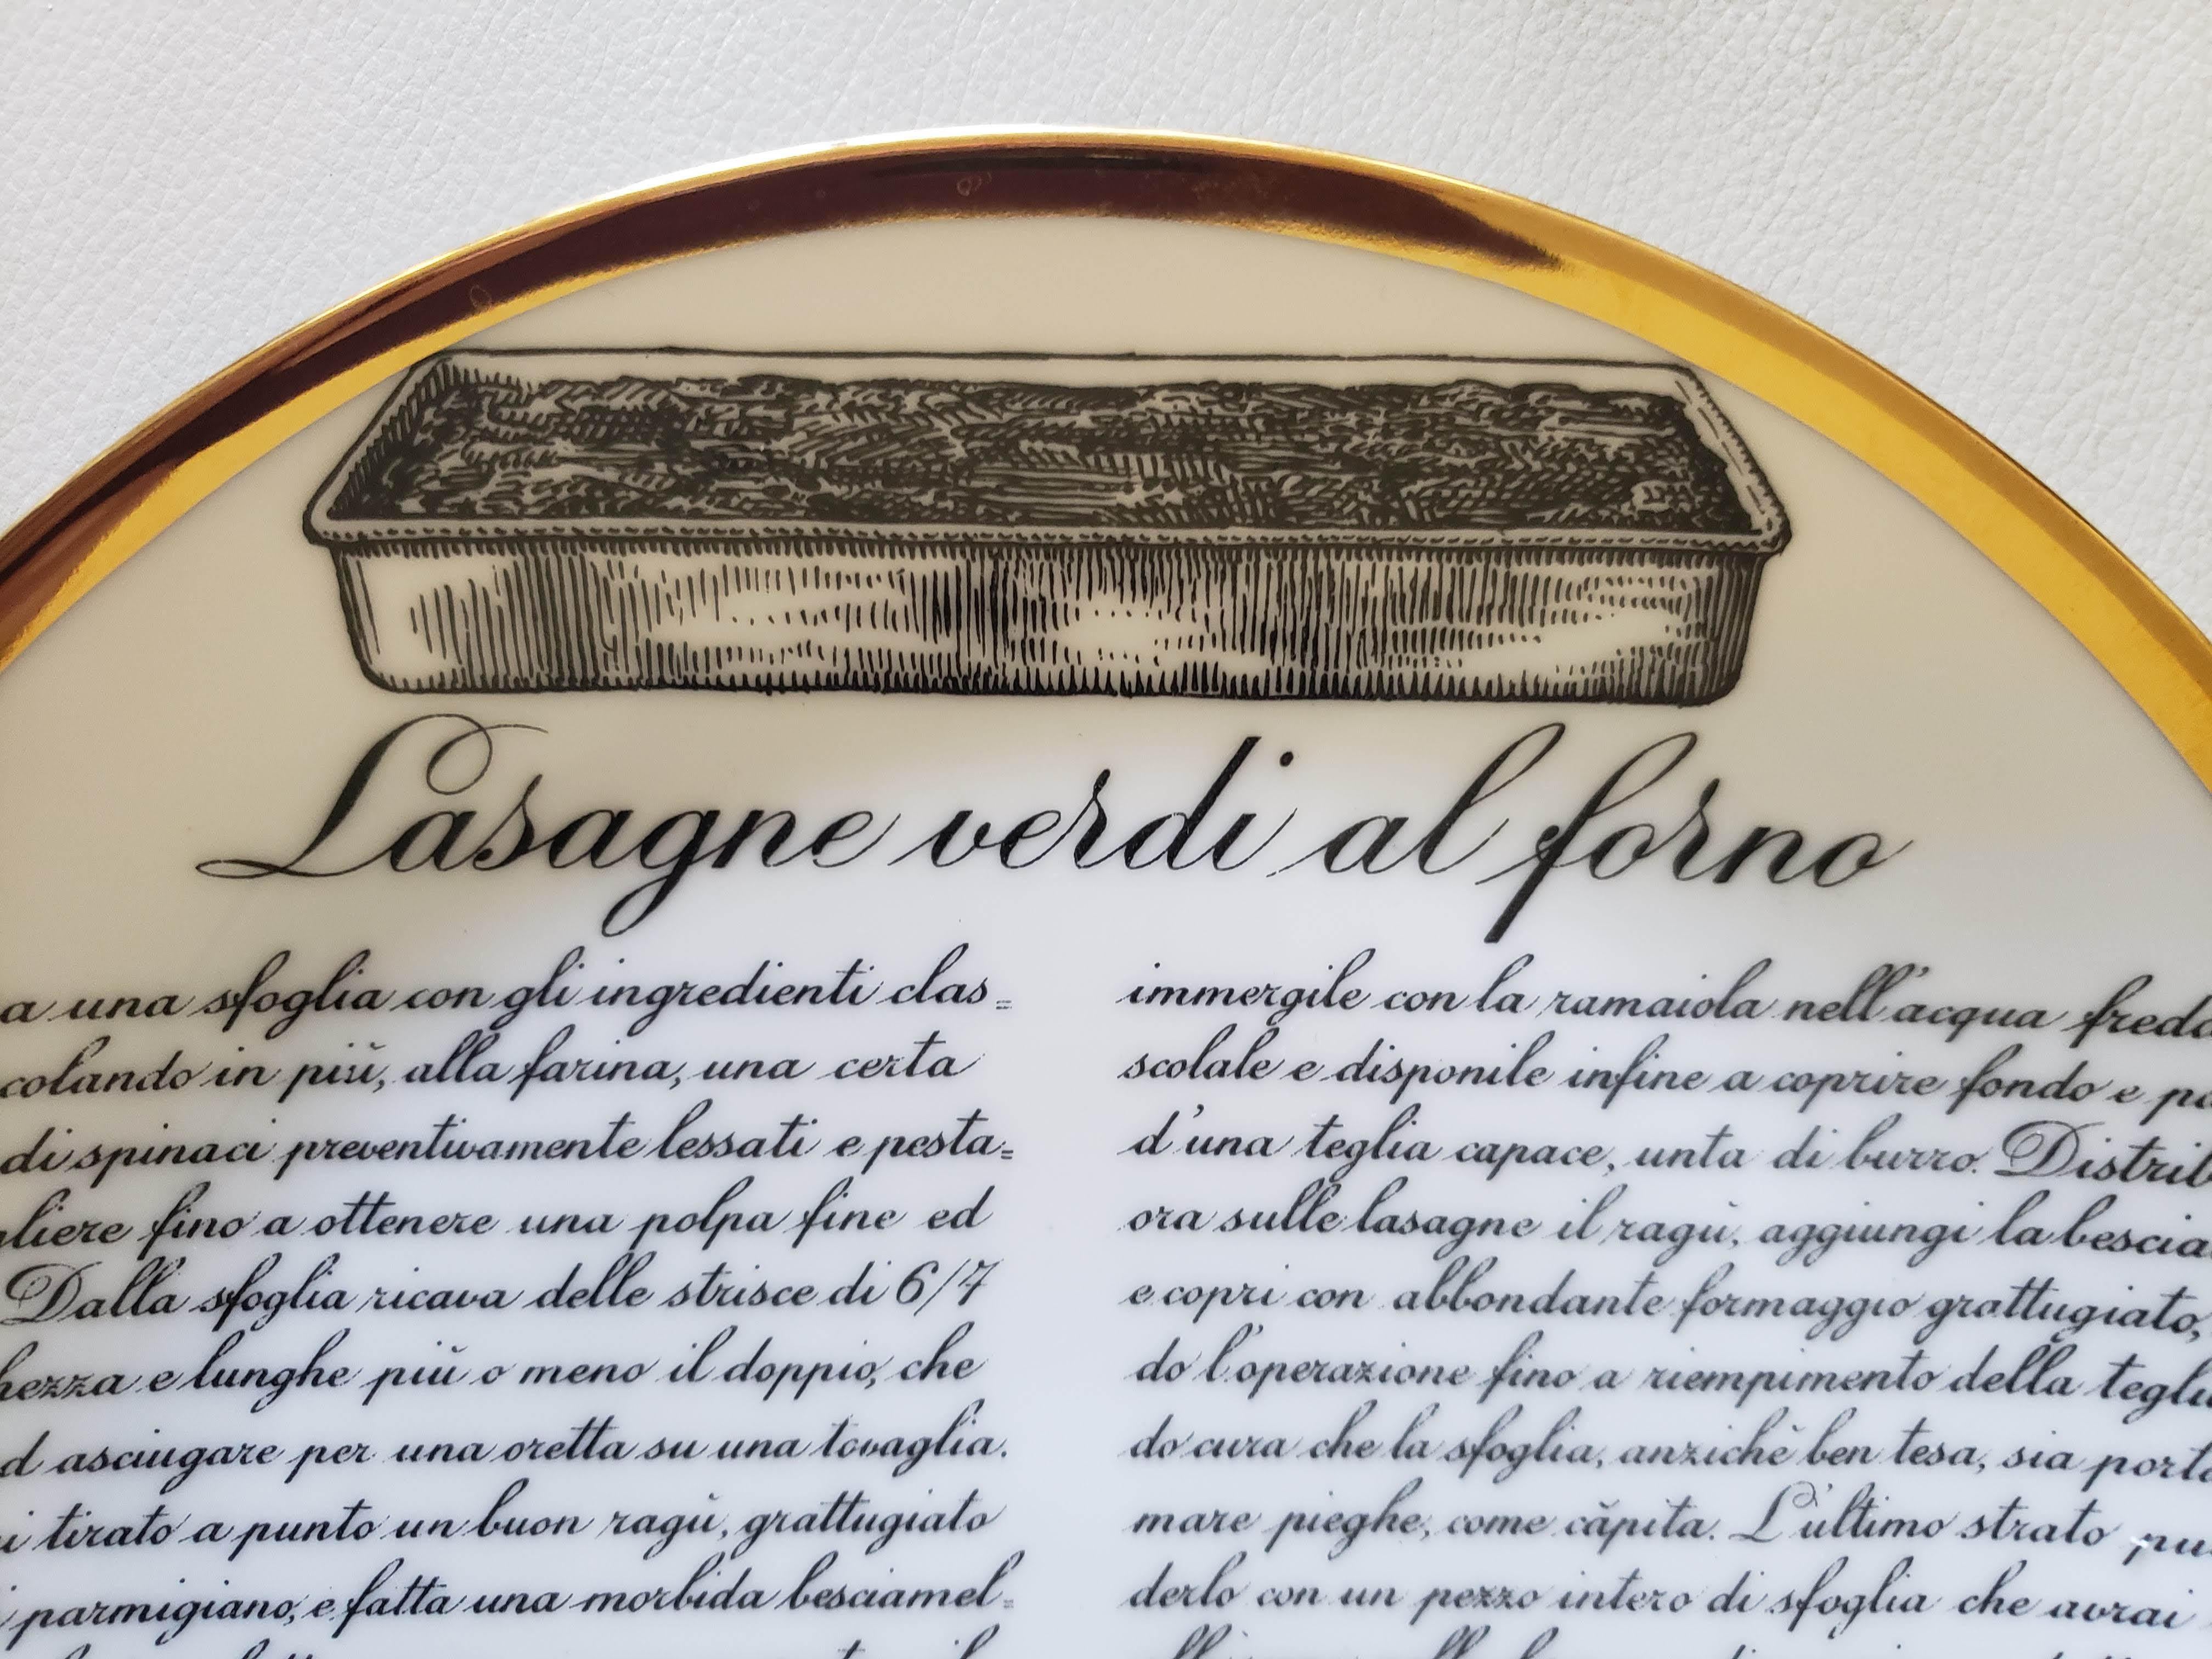 Lasagne verdi al forno
a una sfoglia con gli ingredienti clas=
colando in più, alla farina, una certa
di spinaci preventivamente lessati e pesta=
liere fino a ottenere una polpa fine ed
Dalla sfoglia ricava delle strisce di 6/7
hezza e lunghe più o meno il doppio, che
d asciugare per una oretta su una tovaglia.
i tirato a punto un buon ragù, grattugiato
parmigiano, e fatta una morbida besciamel=
immergile con la ramaiola nell'acqua fredd
scolale e disponile infine a coprire fondo e pa
d'una teglia capace, unta di burro. Distrib
ora sulle lasagne il ragù, aggiungi la bescia
e copri con abbondante formaggio grattugiato,
do l'operazione fino a riempimento della tegli
do cura che la sfoglia, anziché ben tesa, sia porta
mare pieghe, come càpita. L'ultimo strato pu
derlo con un pezzo intero di sfoglia che avrai